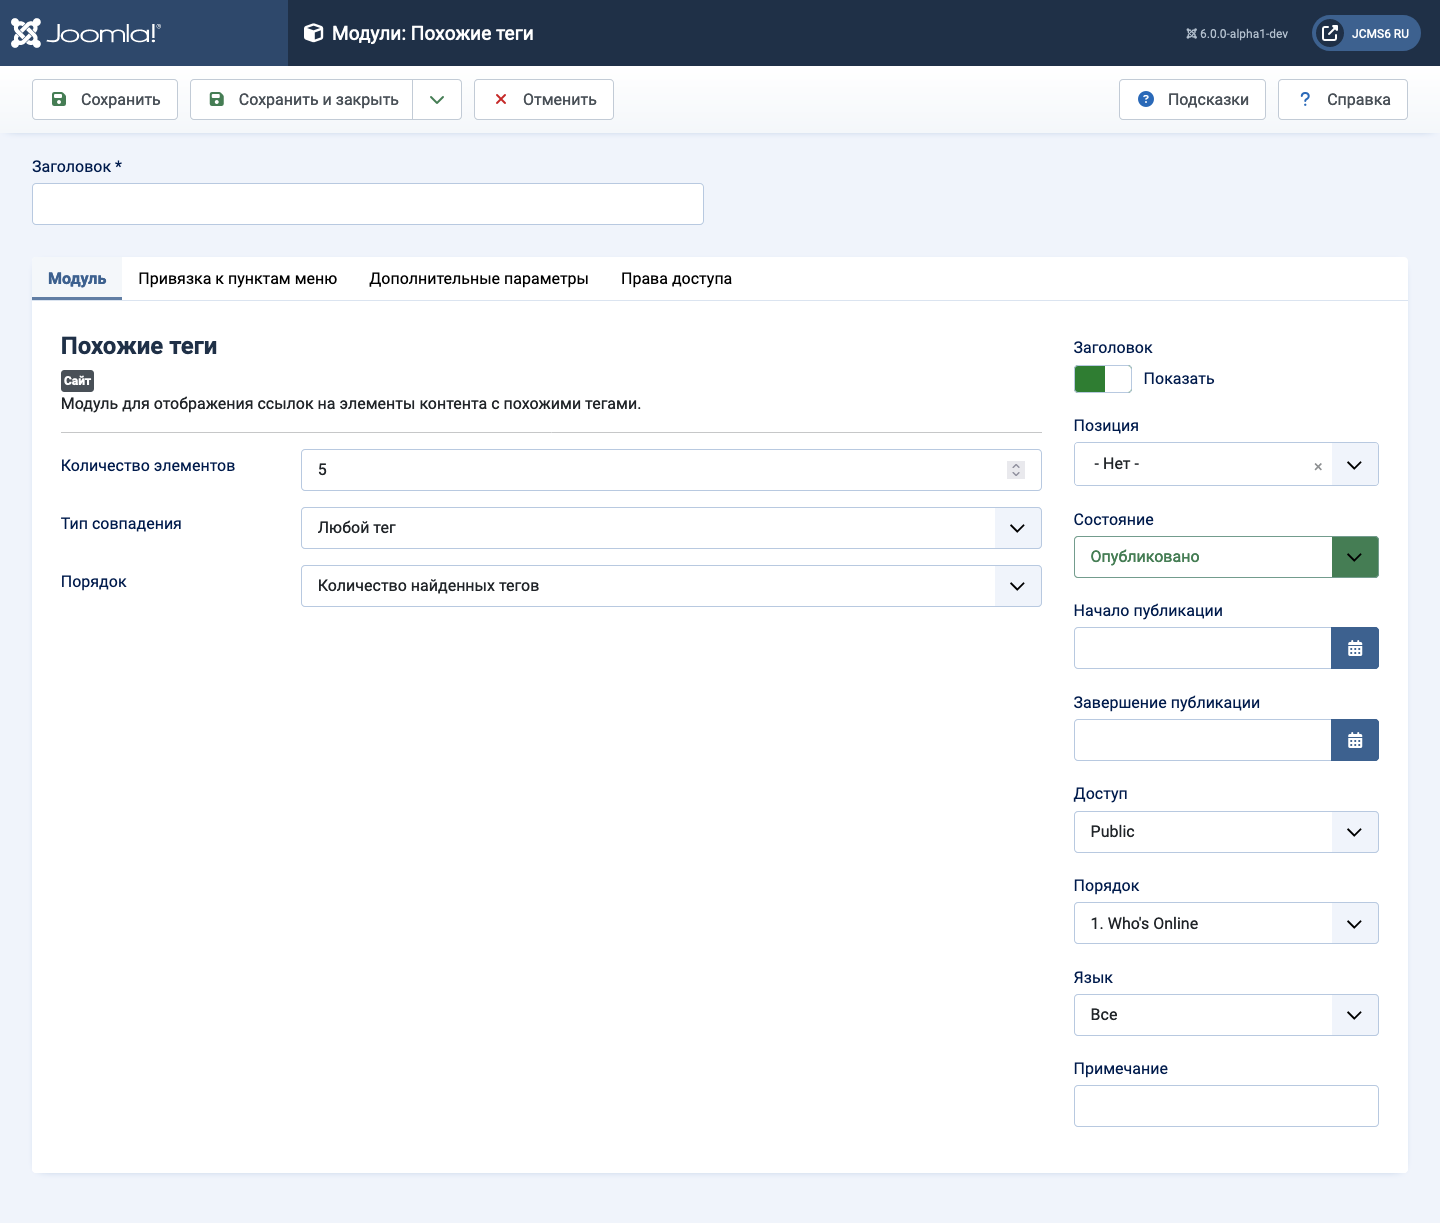 Joomla!®
Модули: Похожие теги
6.0.0-alpha1-dev
JCMS6 RU
Сохранить
Сохранить и закрыть
Отменить
Подсказки
Справка
Заголовок *
Модуль
Привязка к пунктам меню
Дополнительные параметры
Права доступа
Похожие теги
Сайт
Модуль для отображения ссылок на элементы контента с похожими тегами.
Количество элементов
5
Тип совпадения
Любой тег
Порядок
Количество найденных тегов
Заголовок
Показать
Позиция
- Нет -
Состояние
Опубликовано
Начало публикации
Завершение публикации
Доступ
Public
Порядок
1. Who's Online
Язык
Все
Примечание